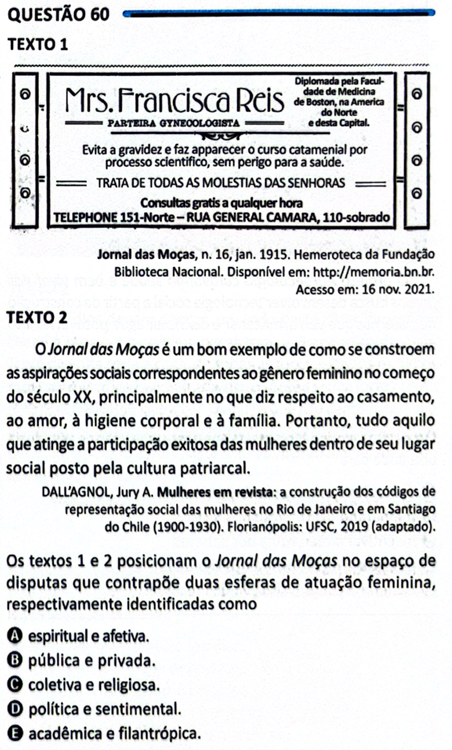 QUESTÃO 60
TEXTO 1
Mrs. Francisca Reis
PARTEIRA GYNECOLOGISTA
Diplomada pela Facul-
dade de Medicina
de Boston, na America
do Norte
e desta Capital.
Evita a gravidez e faz apparecer o curso catamenial por
processo scientifico, sem perigo para a saúde.
TRATA DE TODAS AS MOLESTIAS DAS SENHORAS
Consultas gratis a qualquer hora
TELEPHONE 151-Norte – RUA GENERAL CAMARA, 110-sobrado
Jornal das Moças, n. 16, jan. 1915. Hemeroteca da Fundação
Biblioteca Nacional. Disponível em: http://memoria.bn.br.
Acesso em: 16 nov. 2021.
TEXTO 2
O Jornal das Moças é um bom exemplo de como se constroem
as aspirações sociais correspondentes ao gênero feminino no começo
do século XX, principalmente no que diz respeito ao casamento,
ao amor, à higiene corporal e à família. Portanto, tudo aquilo
que atinge a participação exitosa das mulheres dentro de seu lugar
social posto pela cultura patriarcal.
DALL’AGNOL, Jury A. Mulheres em revista: a construção dos códigos de
representação social das mulheres no Rio de Janeiro e em Santiago
do Chile (1900-1930). Florianópolis: UFSC, 2019 (adaptado).
Os textos 1 e 2 posicionam o Jornal das Moças no espaço de
disputas que contrapõe duas esferas de atuação feminina,
respectivamente identificadas como
A espiritual e afetiva.
B pública e privada.
C coletiva e religiosa.
D política e sentimental.
E acadêmica e filantrópica.